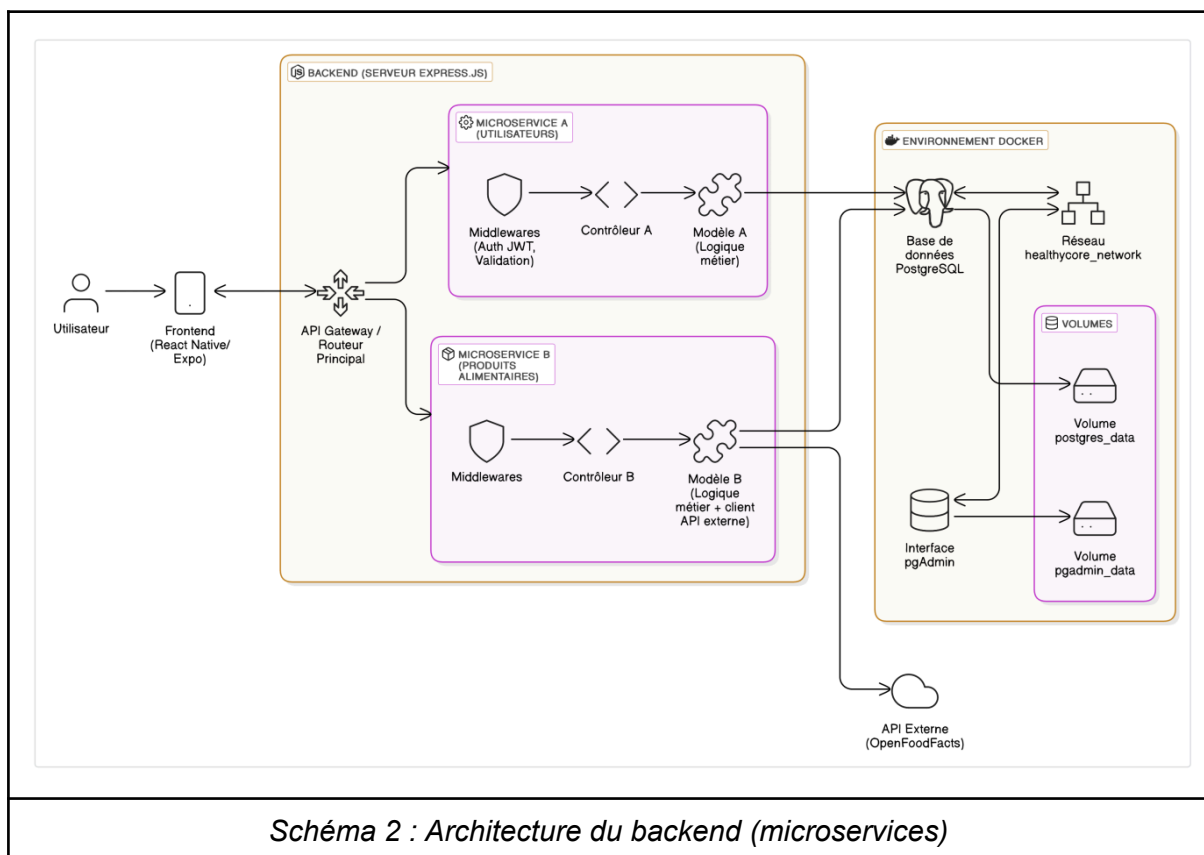 BACKEND (SERVEUR EXPRESS.JS)
MICROSERVICE A
(UTILISATEURS)
Middlewares
(Auth JWT,
Validation)
Contrôleur A
Modèle A
(Logique
métier)
Utilisateur
Frontend
(React Native/
Expo)
API Gateway /
Routeur
Principal
MICROSERVICE B
(PRODUITS
ALIMENTAIRES)
Middlewares
Contrôleur B
Modèle B
(Logique
métier + client
API externe)
ENVIRONNEMENT DOCKER
Base de
données
PostgreSQL
Réseau
healthycore_network
VOLUMES
Volume
postgres_data
Interface
pgAdmin
Volume
pgadmin_data
API Externe
(OpenFoodFacts)
Schéma 2 : Architecture du backend (microservices)